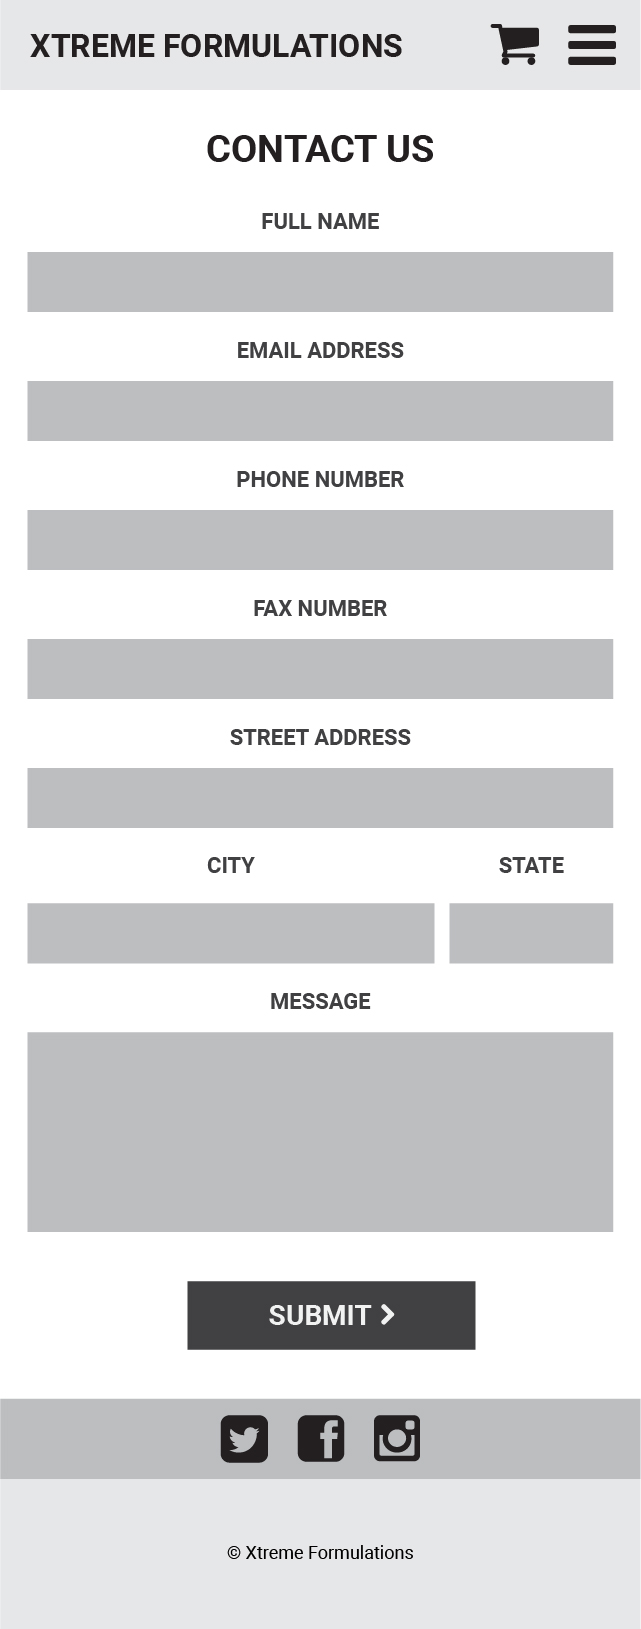 XTREME FORMULATIONS
CONTACT US
FULL NAME
EMAIL ADDRESS
PHONE NUMBER
FAX NUMBER
STREET ADDRESS
CITY STATE
MESSAGE
SUBMIT
© Xtreme Formulations